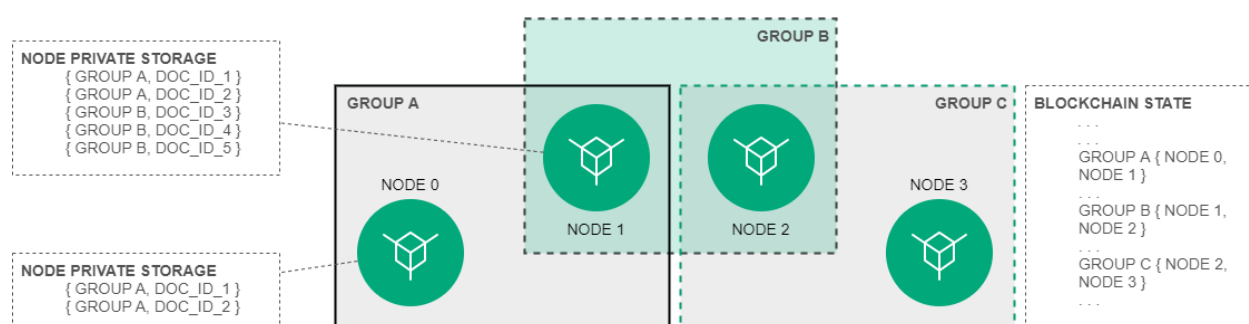 GROUP B
NODE PRIVATE STORAGE
{ GROUP A, DOC_ID_1 }
{ GROUP A, DOC_ID_2 }
{ GROUP B, DOC_ID_3 }
{ GROUP B, DOC_ID_4 }
{ GROUP B, DOC_ID_5 }
GROUP A
GROUP C
BLOCKCHAIN STATE
. . .
. . .
GROUP A { NODE 0,
NODE 1 }
. . .
GROUP B { NODE 1,
NODE 2 }
. . .
GROUP C { NODE 2,
NODE 3 }
. . .
NODE 0
NODE 3
NODE 1
NODE 2
NODE PRIVATE STORAGE
{ GROUP A, DOC_ID_1 }
{ GROUP A, DOC_ID_2 }